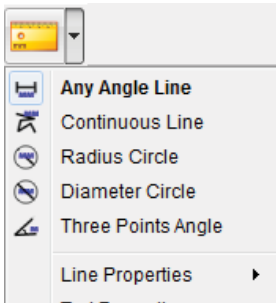 Any Angle Line
Continuous Line
Radius Circle
Diameter Circle
Three Points Angle
Line Properties